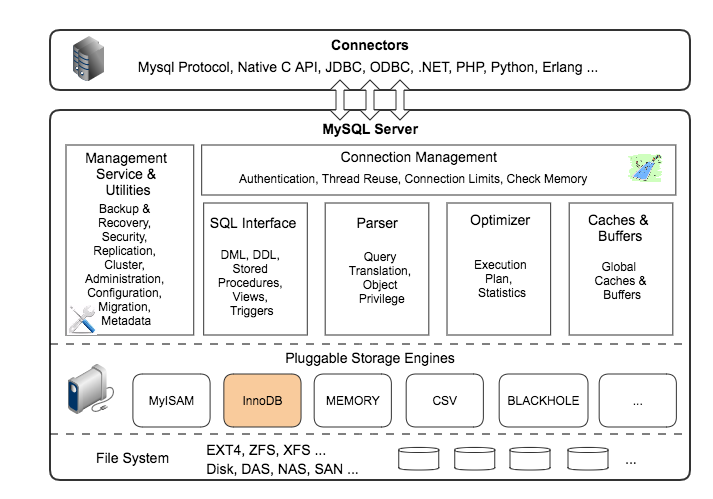 Connectors
Mysql Protocol, Native C API, JDBC, ODBC, .NET, PHP, Python, Erlang ...
MySQL Server
Management
Service &
Utilities
Backup &
Recovery,
Security,
Replication,
Cluster,
Administration,
Configuration,
Migration,
Metadata
Connection Management
Authentication, Thread Reuse, Connection Limits, Check Memory
SQL Interface
DML, DDL,
Stored
Procedures,
Views,
Triggers
Parser
Query
Translation,
Object
Privilege
Optimizer
Execution
Plan,
Statistics
Caches &
Buffers
Global
Caches &
Buffers
Pluggable Storage Engines
MyISAM
InnoDB
MEMORY
CSV
BLACKHOLE
...
File System
EXT4, ZFS, XFS ...
Disk, DAS, NAS, SAN ...
...